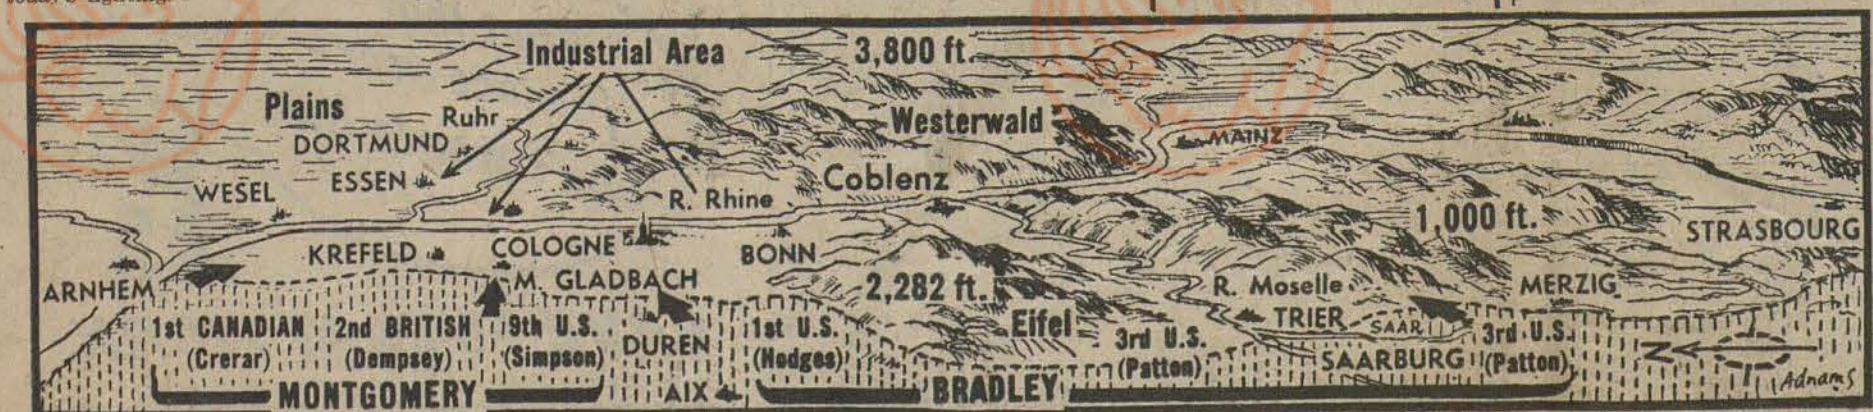 today's fighting.
Industrial Area
3,800 ft.
Plains
Ruhr
DORTMUND
Westerwald
MAINZ
WESEL
ESSEN
Coblenz
R. Rhine
1,000 ft.
STRASBOURG
KREFELD
COLOGNE
BONN
ARNHEM
M. GLADBACH
2,282 ft.
R. Moselle
MERZIG
Eifel
TRIER
SAAR
1st CANADIAN
(Crerar)
2nd BRITISH
(Dempsey)
9th U.S.
(Simpson)
DUREN
1st U.S.
(Hodges)
3rd U.S.
(Patton)
SAARBURG
3rd U.S.
(Patton)
N
MONTGOMERY
AIX
BRADLEY
Adnams